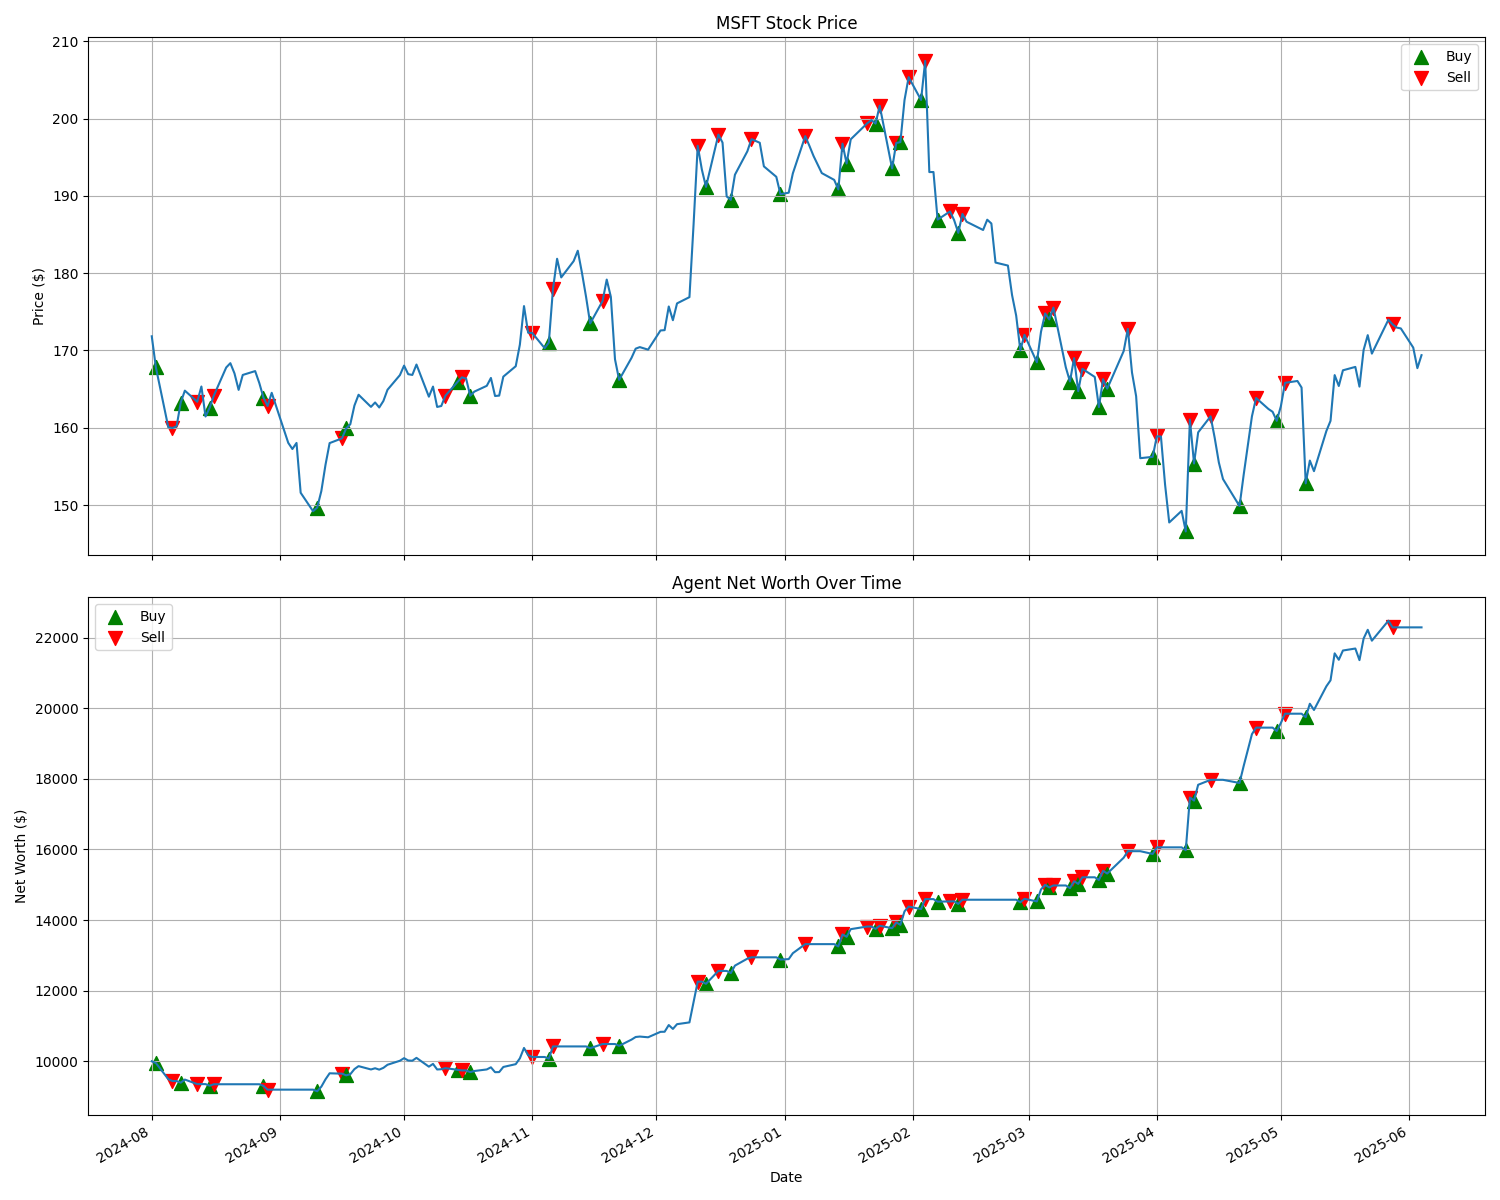 MSFT Stock Price
210
200
190
180
170
160
150
Price ($)
Buy
Sell
Agent Net Worth Over Time
Buy
Sell
22000
20000
18000
16000
14000
12000
10000
Net Worth ($)
2024-08
2024-09
2024-10
2024-11
2024-12
2025-01
2025-02
2025-03
2025-04
2025-05
2025-06
Date